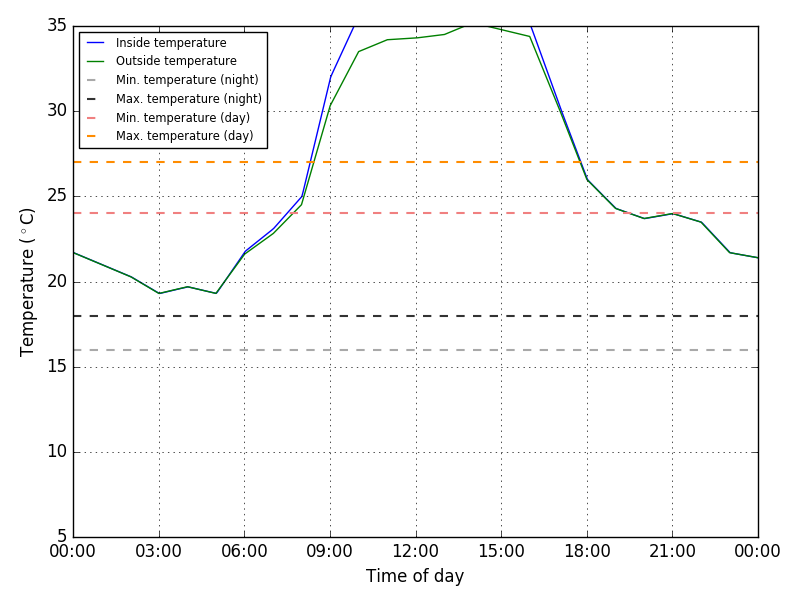 35
30
25
20
15
10
5
Temperature (°C)
Inside temperature
Outside temperature
Min. temperature (night)
Max. temperature (night)
Min. temperature (day)
Max. temperature (day)
00:00 03:00 06:00 09:00 12:00 15:00 18:00 21:00 00:00
Time of day